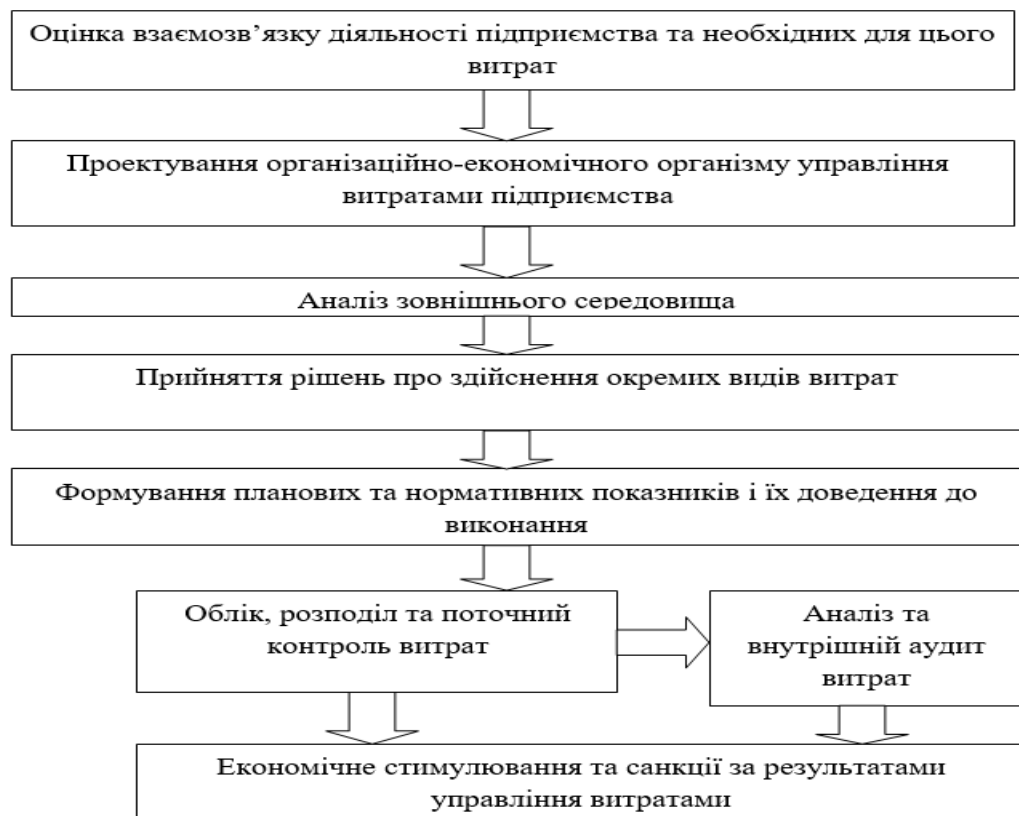 Оцінка взаємозв’язку діяльності підприємства та необхідних для цього
витрат
Проектування організаційно-економічного організму управління
витратами підприємства
Аналіз зовнішнього середовища
Прийняття рішень про здійснення окремих видів витрат
Формування планових та нормативних показників і їх доведення до
виконання
Облік, розподіл та поточний
контроль витрат
Аналіз та
внутрішній аудит
витрат
Економічне стимулювання та санкції за результатами
управління витратами